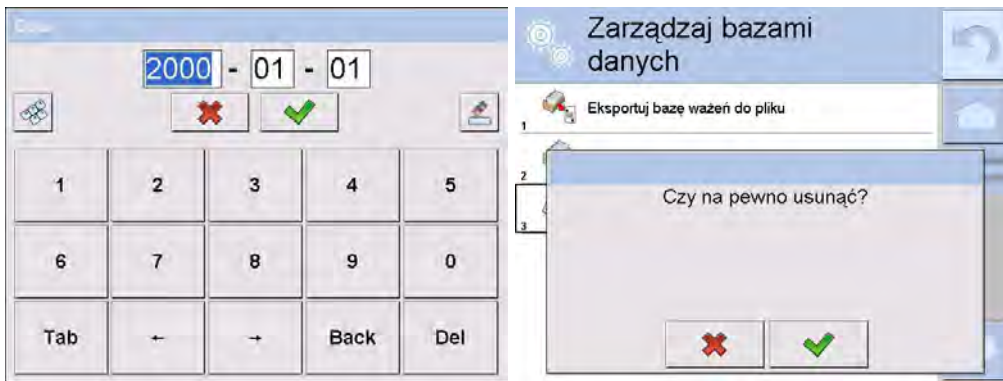 2000 - 01 - 01
1 2 3 4 5
6 7 8 9 0
Tab ← → Back Del
Zarządzaj bazami
danych
Eksportuj bazę ważeń do pliku
1
2
3
Czy na pewno usunąć?